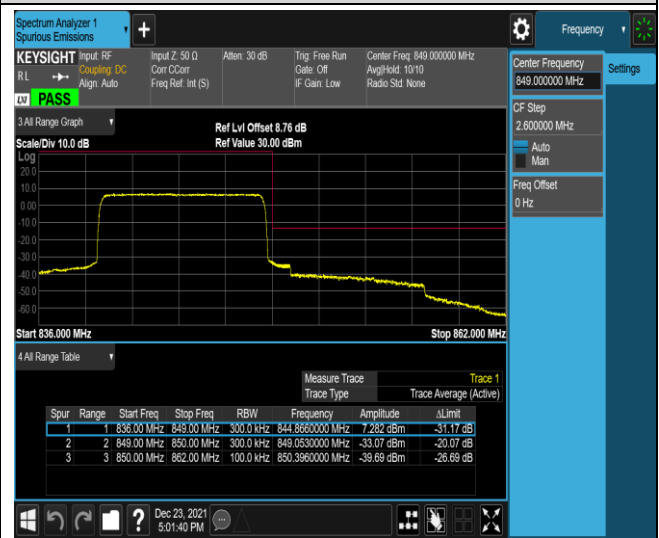 Spectrum Analyzer 1
Spurious Emissions
Frequency
KEYSIGHT
RL
PASS
Input: RF
Coupling: DC
Align: Auto
Input Z: 50 Ω
Corr CCorr
Freq Ref: Int (S)
Atten: 30 dB
Trig: Free Run
Gate: Off
IF Gain: Low
Center Freq: 849.000000 MHz
Avg|Hold: 10/10
Radio Std: None
Center Frequency
849.000000 MHz
Settings
CF Step
2.600000 MHz
Auto
Man
Freq Offset
0 Hz
3 All Range Graph
Ref Lvl Offset 8.76 dB
Scale/Div 10.0 dB
Ref Value 30.00 dBm
Log
20.0
10.0
0.00
-10.0
-20.0
-30.0
-40.0
-50.0
-60.0
Start 836.000 MHz
Stop 862.000 MHz
4 All Range Table
Measure Trace Trace 1
Trace Type Trace Average (Active)
Spur Range Start Freq Stop Freq RBW Frequency Amplitude ΔLimit
1 1 836.00 MHz 849.00 MHz 300.0 kHz 844.8660000 MHz 7.282 dBm -31.17 dB
2 2 849.00 MHz 850.00 MHz 300.0 kHz 849.0530000 MHz -33.07 dBm -20.07 dB
3 3 850.00 MHz 862.00 MHz 100.0 kHz 850.3960000 MHz -39.69 dBm -26.69 dB
Dec 23, 2021
5:01:40 PM